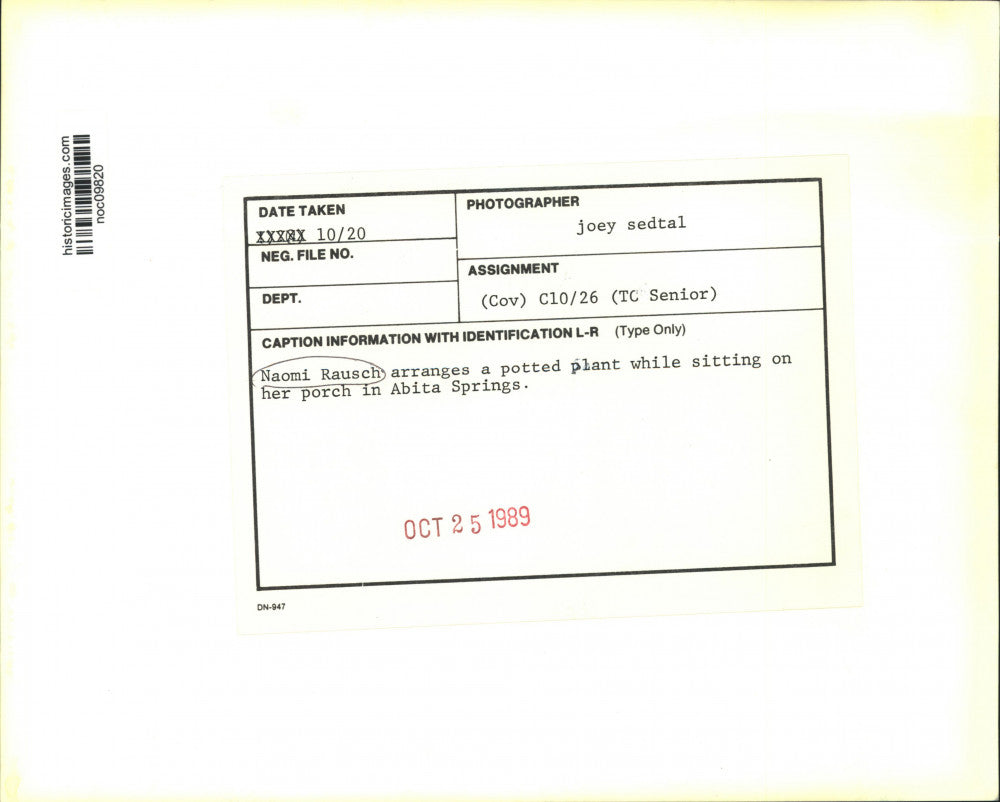 historicimages.com
noc09820
DATE TAKEN
10/20
PHOTOGRAPHER
joey sedtal
NEG. FILE NO.
ASSIGNMENT
(Cov) C10/26 (TC Senior)
DEPT.
CAPTION INFORMATION WITH IDENTIFICATION L-R (Type Only)
Naomi Rausch arranges a potted plant while sitting on
her porch in Abita Springs.
OCT 25 1989
DN-947